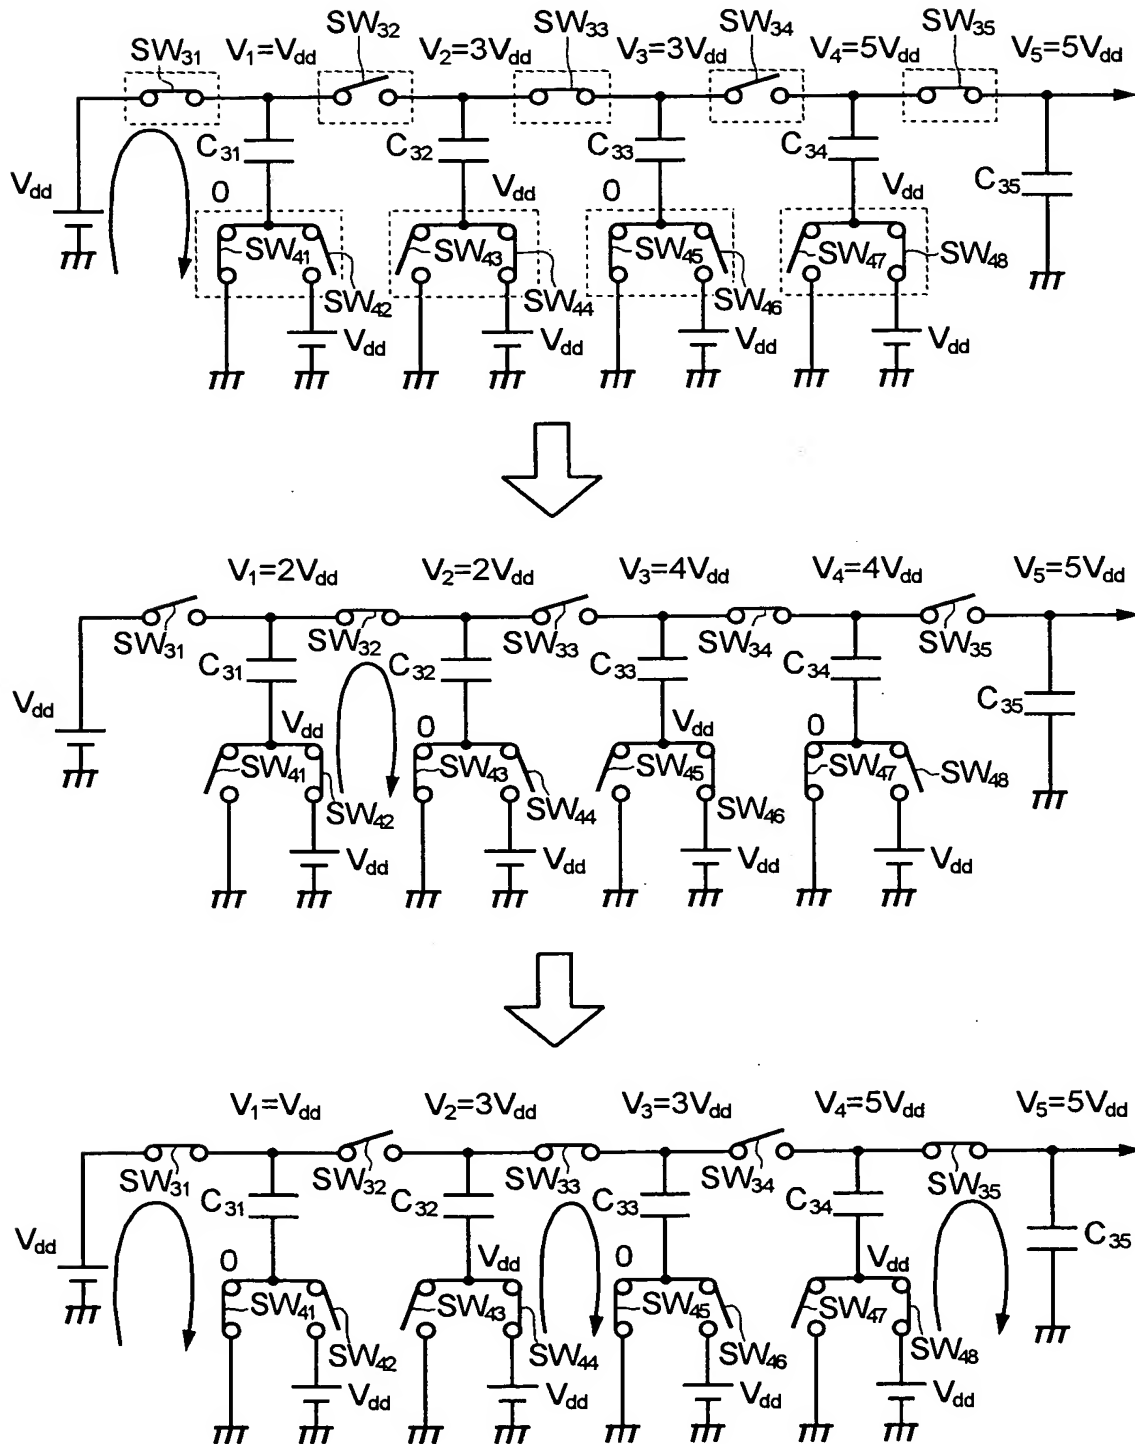 SW32 SW33 SW34 SW35
SW31 V1=Vdd V2=3Vdd V3=3Vdd V4=5Vdd V5=5Vdd
C31 C32 C33 C34 C35
Vdd 0 Vdd 0 Vdd
SW41 SW43 SW45 SW47 SW48
SW42 SW44 SW46
Vdd Vdd Vdd Vdd
V1=2Vdd V2=2Vdd V3=4Vdd V4=4Vdd V5=5Vdd
SW31 SW32 SW33 SW34 SW35
C31 C32 C33 C34 C35
Vdd Vdd 0 Vdd 0
SW41 SW43 SW45 SW47 SW48
SW42 SW44 SW46
Vdd Vdd Vdd Vdd
V1=Vdd V2=3Vdd V3=3Vdd V4=5Vdd V5=5Vdd
SW31 SW32 SW33 SW34 SW35
C31 C32 C33 C34 C35
Vdd 0 Vdd 0 Vdd
SW41 SW43 SW45 SW47
SW42 SW44 SW46 SW48
Vdd Vdd Vdd Vdd